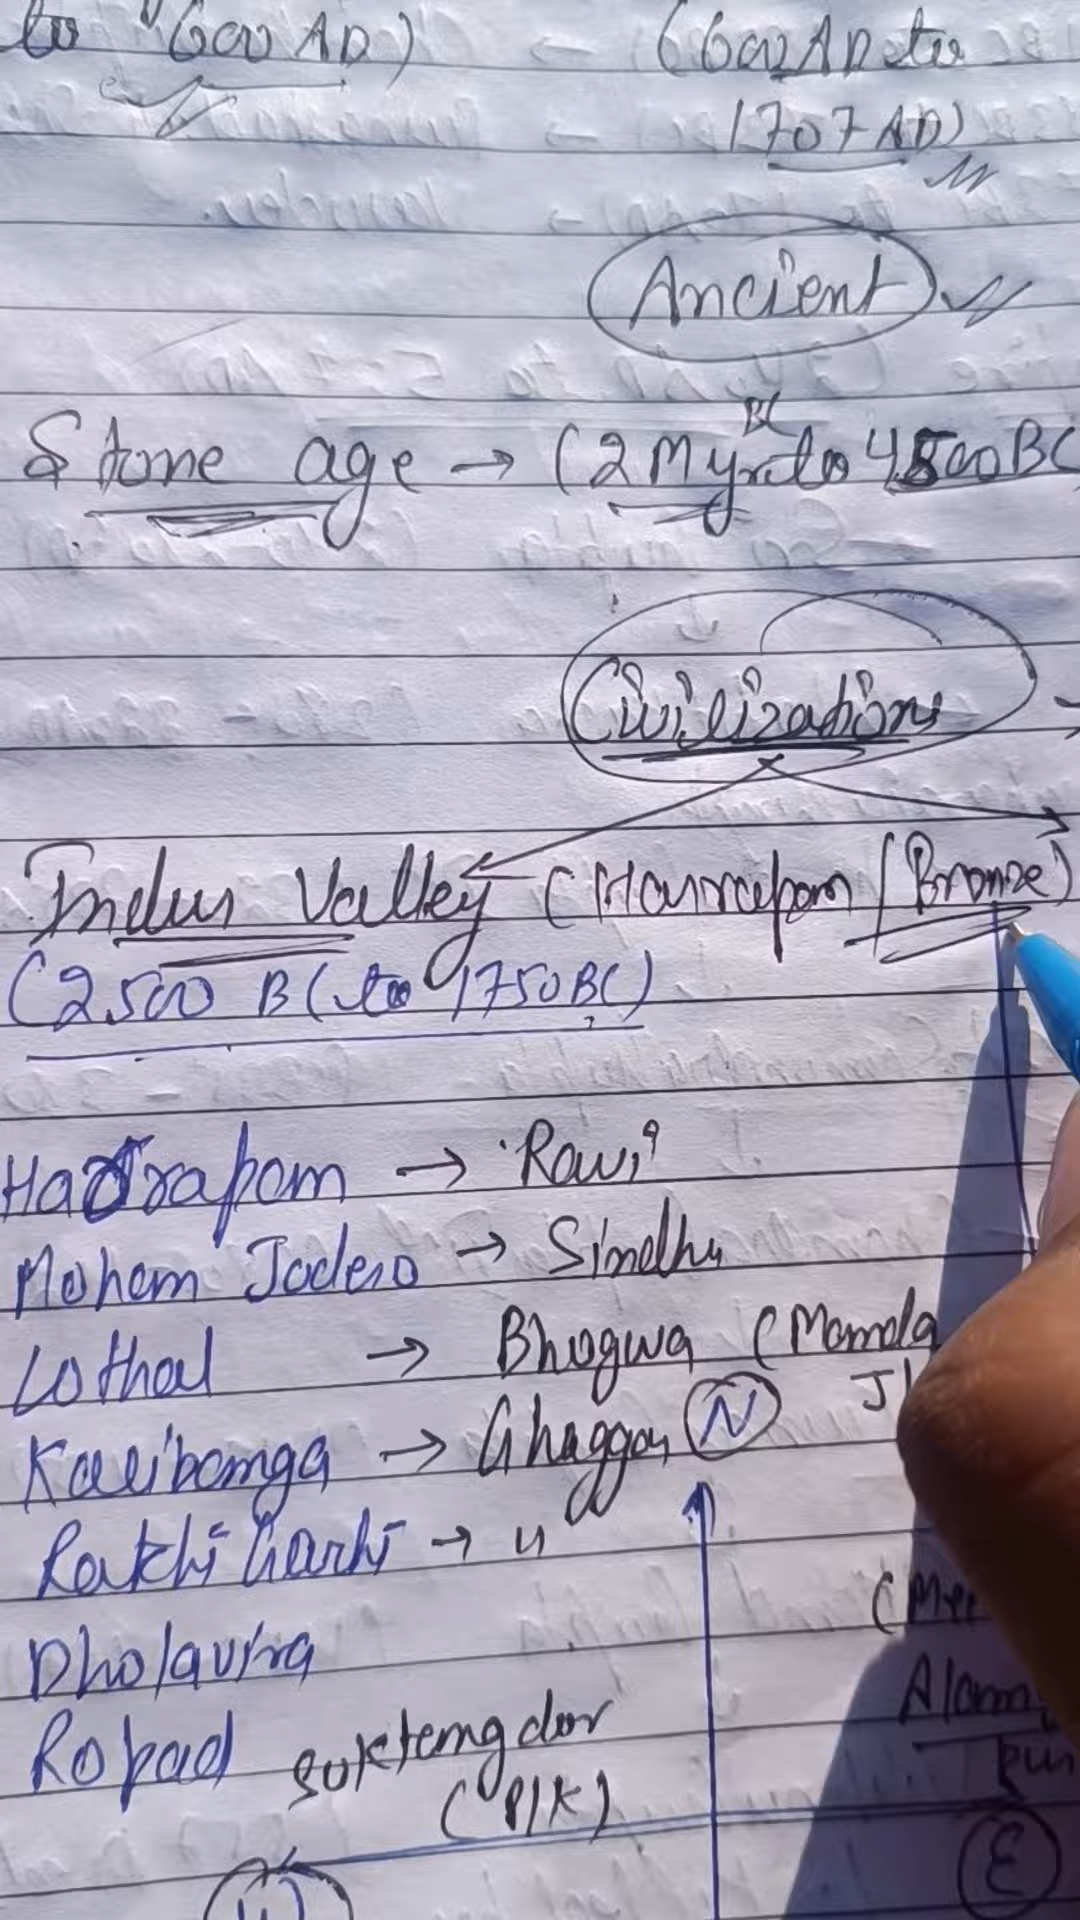 to 600 AD) – (600 AD to
1707 AD)
Ancient
Stone age → (2 Myr BC to 4500 BC
Civilizations
Indus Valley (Harrapan / Bronze)
(2500 BC to 1750 BC)
Harrapan → Ravi
Mohan Jodero → Sindhu
Lothal → Bhogwa (
Kalibanga → Ghaggar N
Rakhi Garhi → "
Dholavira
Ropad Suktengdor
(P/K)
E